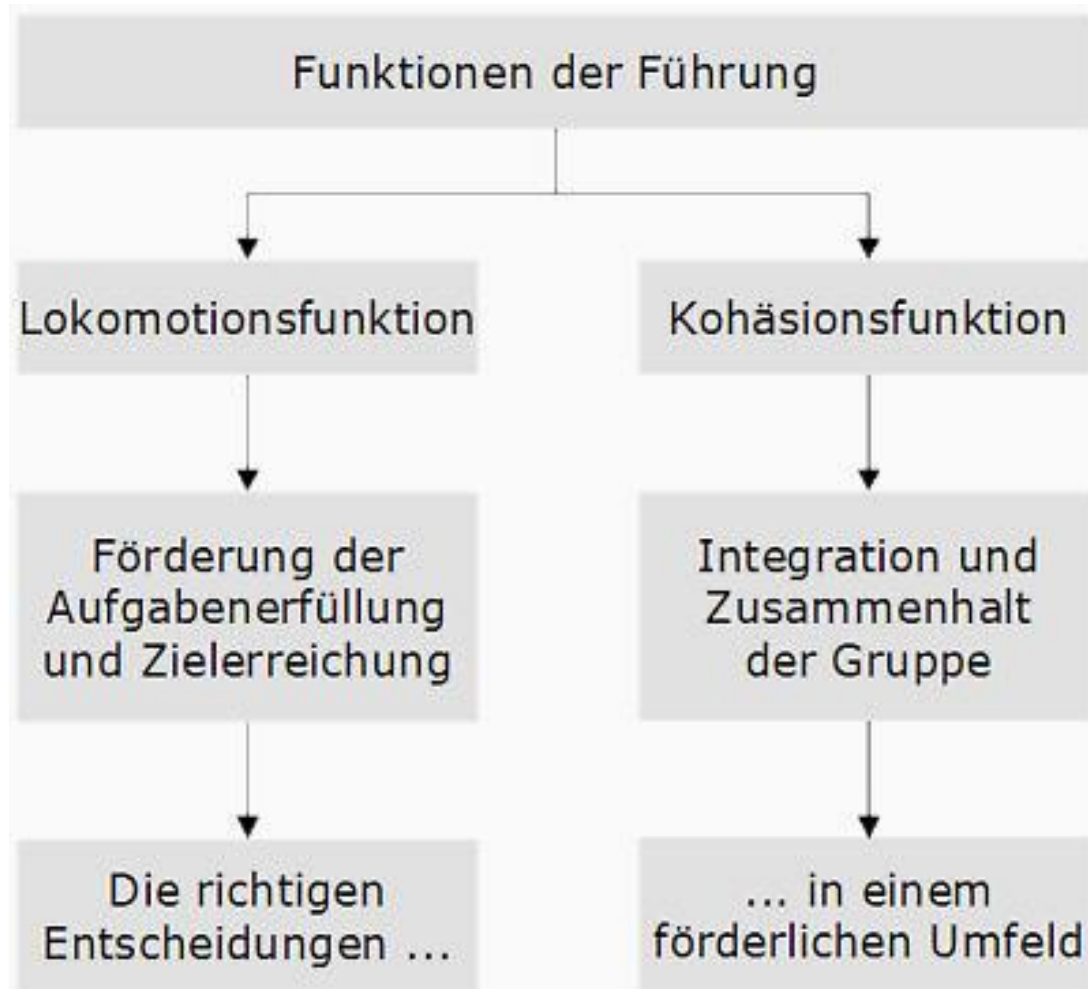 Funktionen der Führung
Lokomotionsfunktion
Kohäsionsfunktion
Förderung der
Aufgabenerfüllung
und Zielerreichung
Integration und
Zusammenhalt
der Gruppe
Die richtigen
Entscheidungen ...
... in einem
förderlichen Umfeld